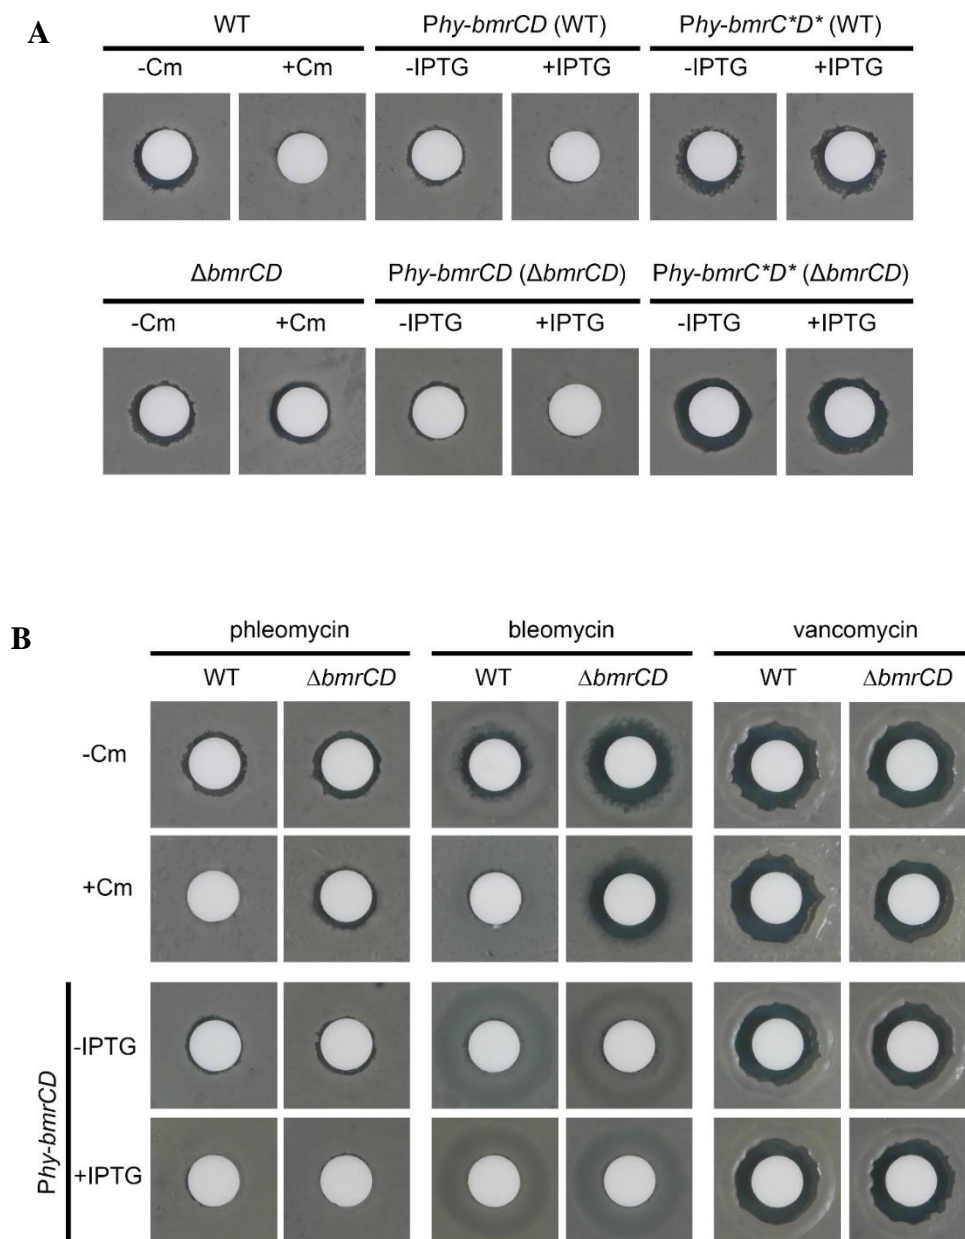 A
WT
Phy-bmrCD (WT)
Phy-bmrC*D* (WT)
-Cm
+Cm
-IPTG
+IPTG
-IPTG
+IPTG
ΔbmrCD
Phy-bmrCD (ΔbmrCD)
Phy-bmrC*D* (ΔbmrCD)
-Cm
+Cm
-IPTG
+IPTG
-IPTG
+IPTG
B
phleomycin
bleomycin
vancomycin
WT
ΔbmrCD
WT
ΔbmrCD
WT
ΔbmrCD
-Cm
+Cm
Phy-bmrCD
-IPTG
+IPTG